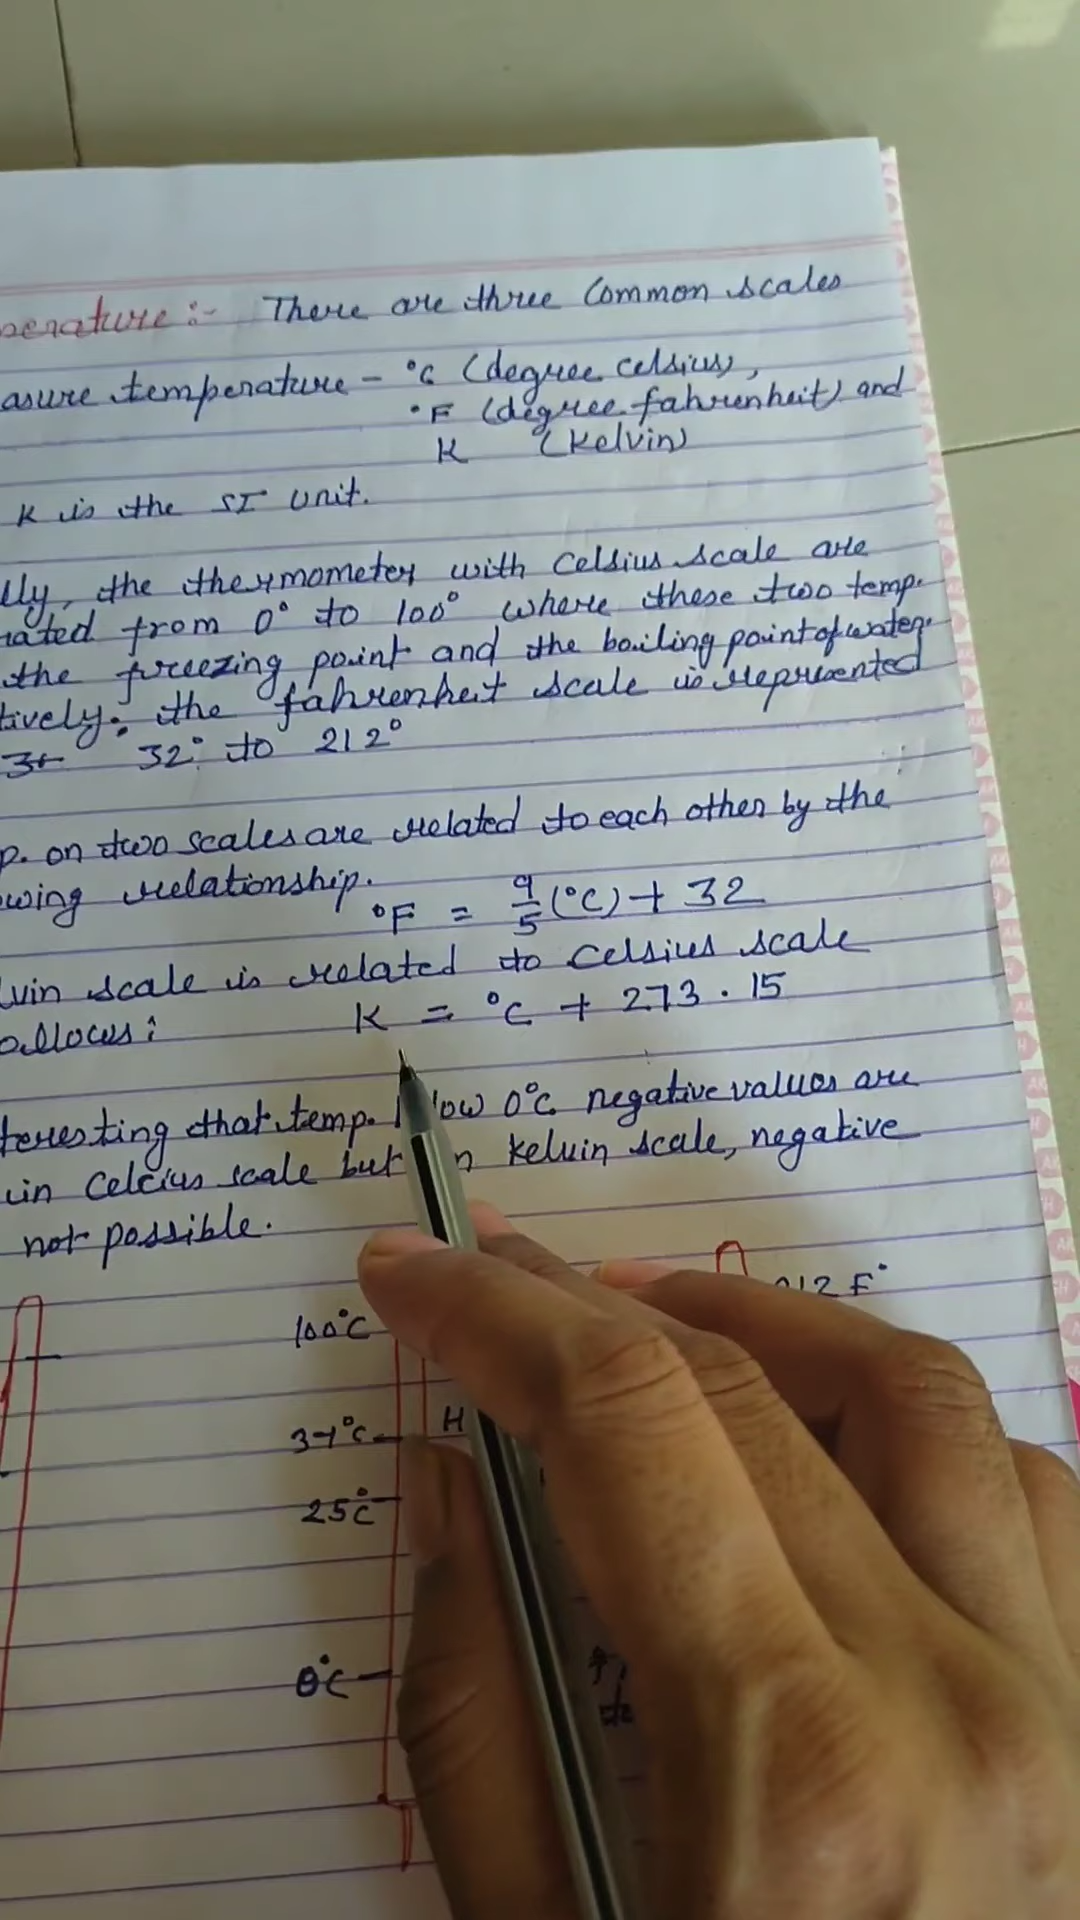 perature:- There are three common scales
asure temperature - °C (degree celsius),
°F (degree fahrenheit) and
K (Kelvin)
K is the SI unit.
lly, the thermometer with Celsius scale are
rated from 0° to 100° where these two temp.
the freezing point and the boiling point of water
tively. the fahrenheit scale is represented
32° to 212°
p. on two scales are related to each other by the
owing relationship.
°F = 9/5 (°C) + 32
lvin scale is related to Celsius scale
ollows:
K = °C + 273.15
teresting that temp. low 0°C negative values are
in Celcius scale but n kelvin scale, negative
not possible.
212 F°
100°C
37°C
H
25°C
0°C